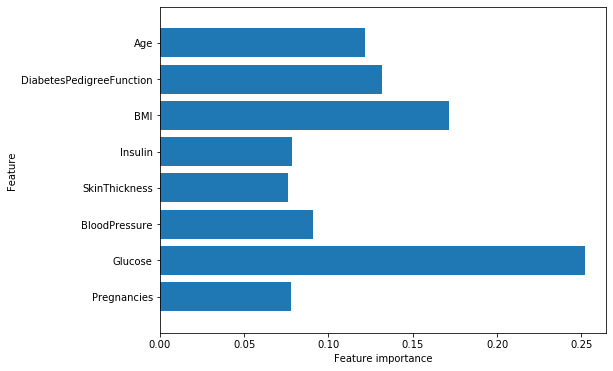 Age
DiabetesPedigreeFunction
BMI
Insulin
SkinThickness
BloodPressure
Glucose
Pregnancies
Feature
0.00 0.05 0.10 0.15 0.20 0.25
Feature importance